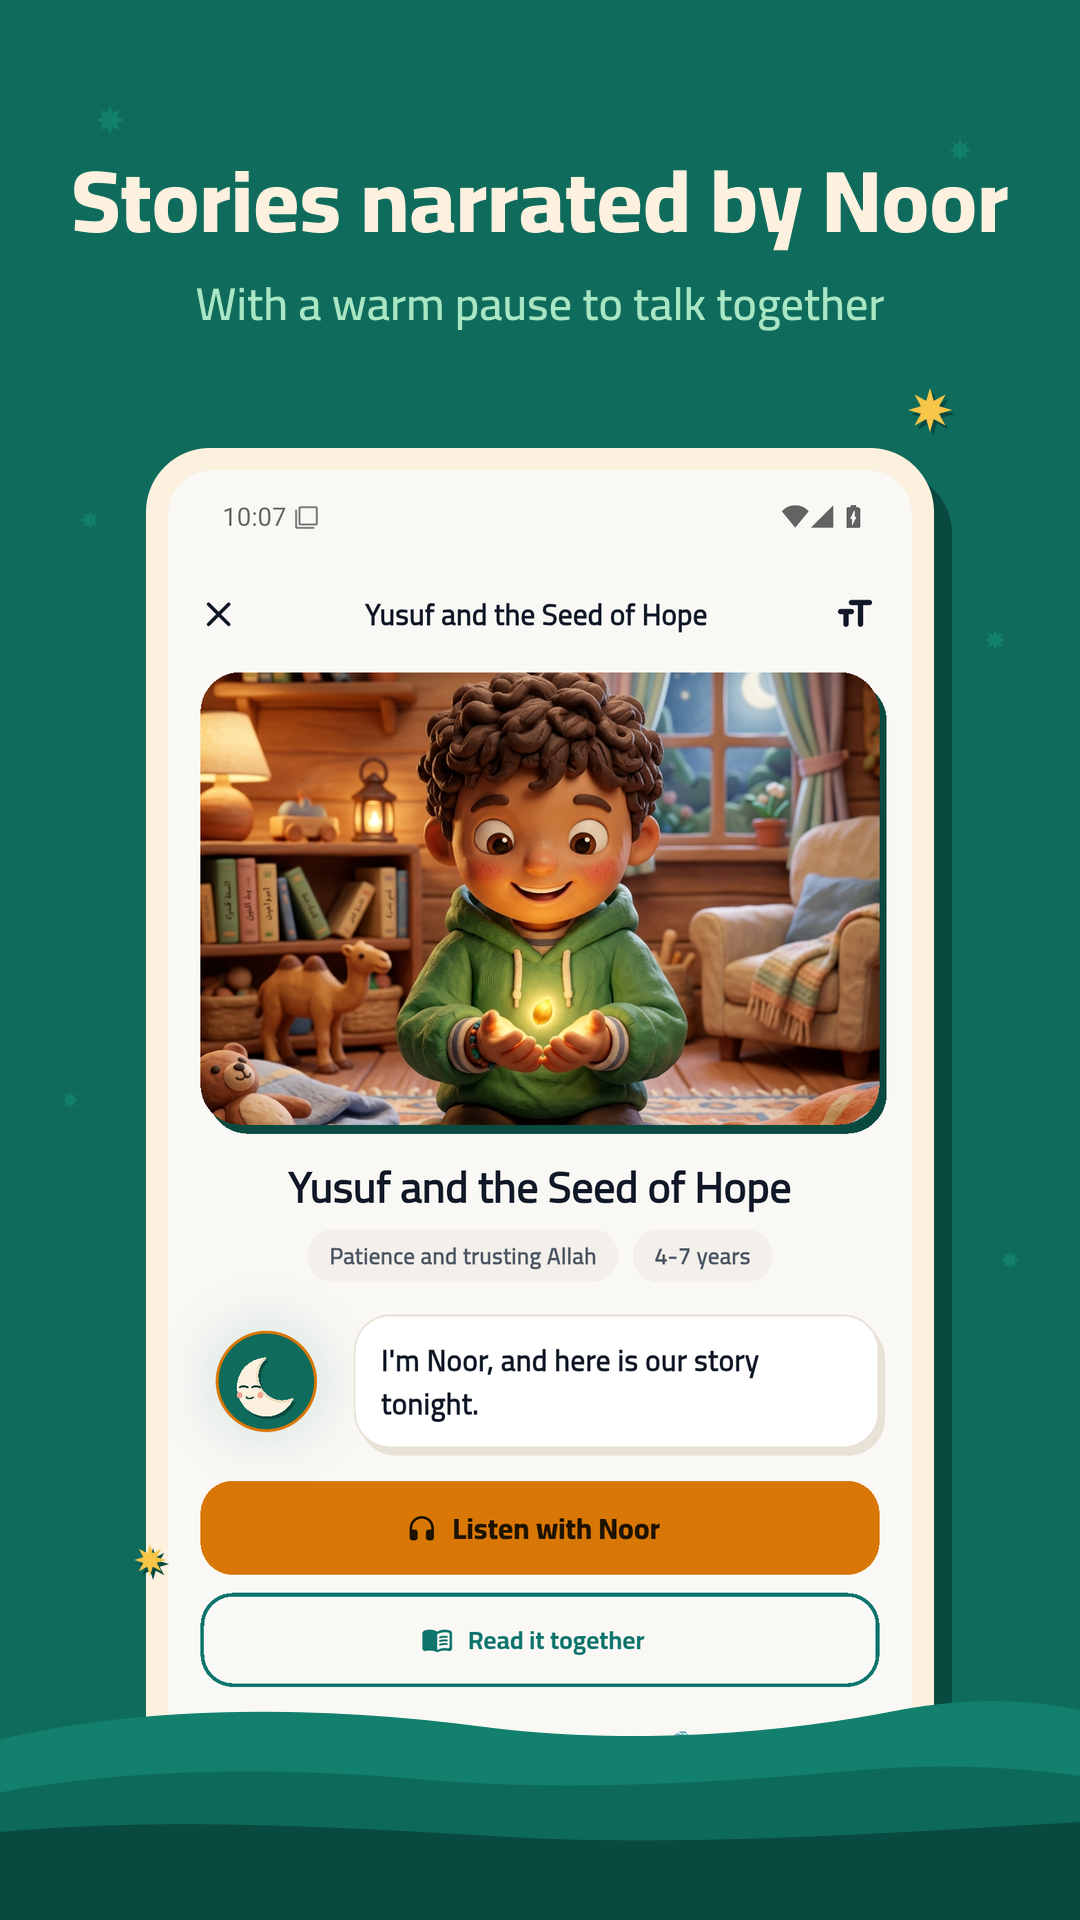 Stories narrated by Noor
With a warm pause to talk together
10:07
Yusuf and the Seed of Hope
Yusuf and the Seed of Hope
Patience and trusting Allah
4-7 years
I'm Noor, and here is our story
tonight.
Listen with Noor
Read it together